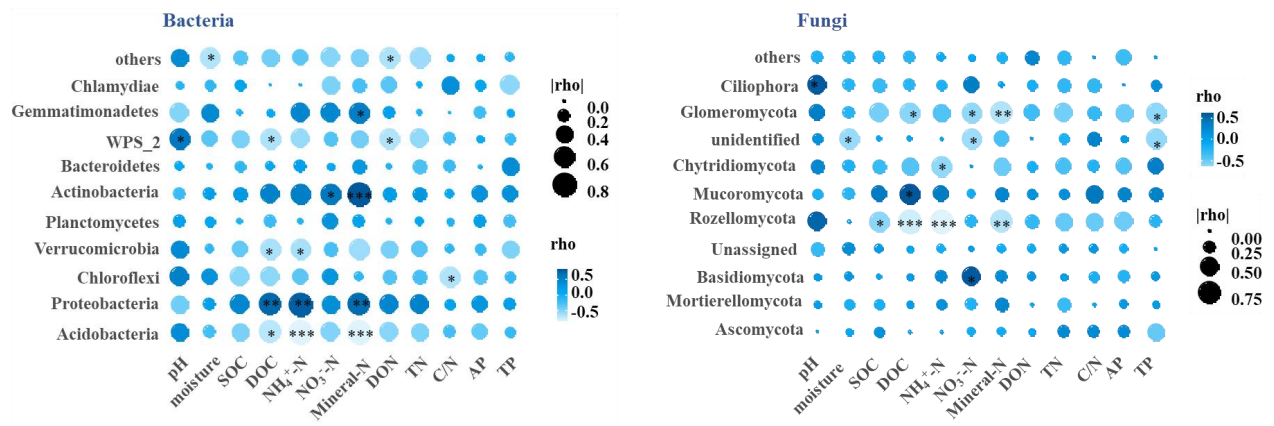 Bacteria
others * *
Chlamydiae
Gemmatimonadetes *
WPS_2 * * *
Bacteroidetes
Actinobacteria * ***
Planctomycetes
Verrucomicrobia * *
Chloroflexi *
Proteobacteria ** ** **
Acidobacteria * *** ***
pH moisture SOC DOC NH₄⁺-N NO₃⁻-N Mineral-N DON TN C/N AP TP
|rho|
0.0
0.2
0.4
0.6
0.8
rho
0.5
0.0
-0.5
Fungi
others
Ciliophora *
Glomeromycota * * ** *
unidentified * * *
Chytridiomycota *
Mucoromycota *
Rozellomycota * *** *** **
Unassigned
Basidiomycota *
Mortierellomycota
Ascomycota
pH moisture SOC DOC NH₄⁺-N NO₃⁻-N Mineral-N DON TN C/N AP TP
rho
0.5
0.0
-0.5
|rho|
0.00
0.25
0.50
0.75